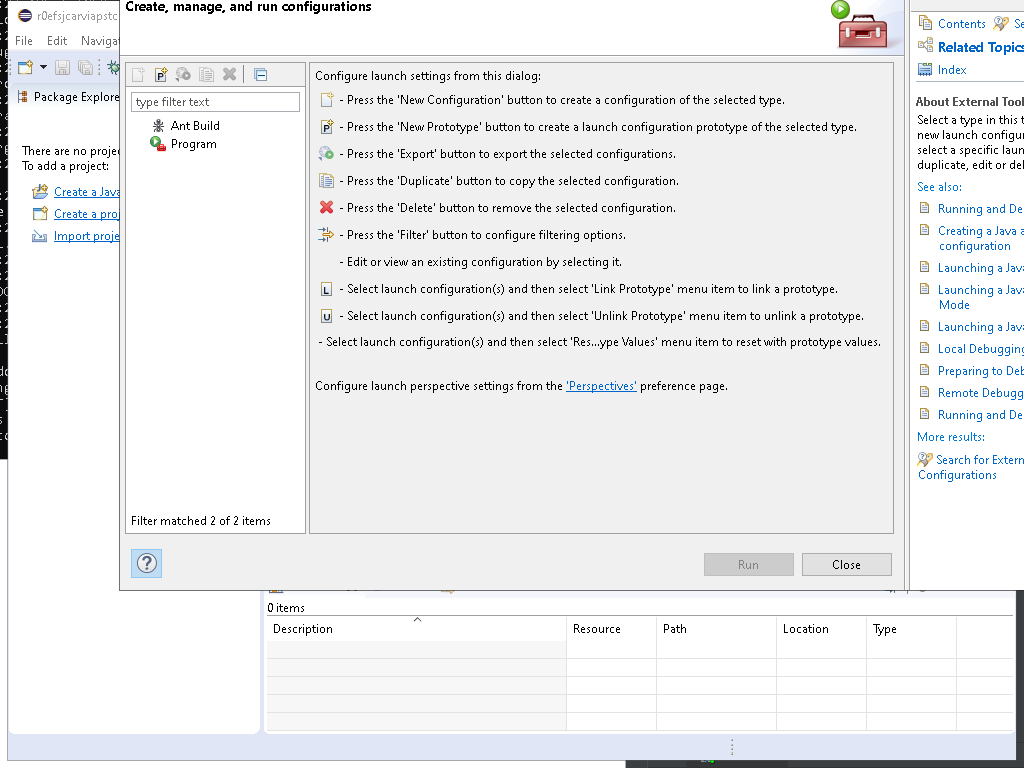 Create, manage, and run configurations
r0efsjcarviapstc
File Edit Naviga
Package Explore
There are no proje
To add a project:
Create a Java
Create a proj
Import proje
type filter text
Ant Build
Program
Filter matched 2 of 2 items
Configure launch settings from this dialog:
- Press the 'New Configuration' button to create a configuration of the selected type.
- Press the 'New Prototype' button to create a launch configuration prototype of the selected type.
- Press the 'Export' button to export the selected configurations.
- Press the 'Duplicate' button to copy the selected configuration.
- Press the 'Delete' button to remove the selected configuration.
- Press the 'Filter' button to configure filtering options.
- Edit or view an existing configuration by selecting it.
L - Select launch configuration(s) and then select 'Link Prototype' menu item to link a prototype.
U - Select launch configuration(s) and then select 'Unlink Prototype' menu item to unlink a prototype.
- Select launch configuration(s) and then select 'Res...ype Values' menu item to reset with prototype values.
Configure launch perspective settings from the 'Perspectives' preference page.
Run
Close
Contents
Se
Related Topics
Index
About External Tool
Select a type in this t
new launch configur
select a specific laun
duplicate, edit or del
See also:
Running and De
Creating a Java a
configuration
Launching a Java
Launching a Java
Mode
Launching a Java
Local Debugging
Preparing to Deb
Remote Debugg
Running and De
More results:
Search for Extern
Configurations
0 items
Description Resource Path Location Type